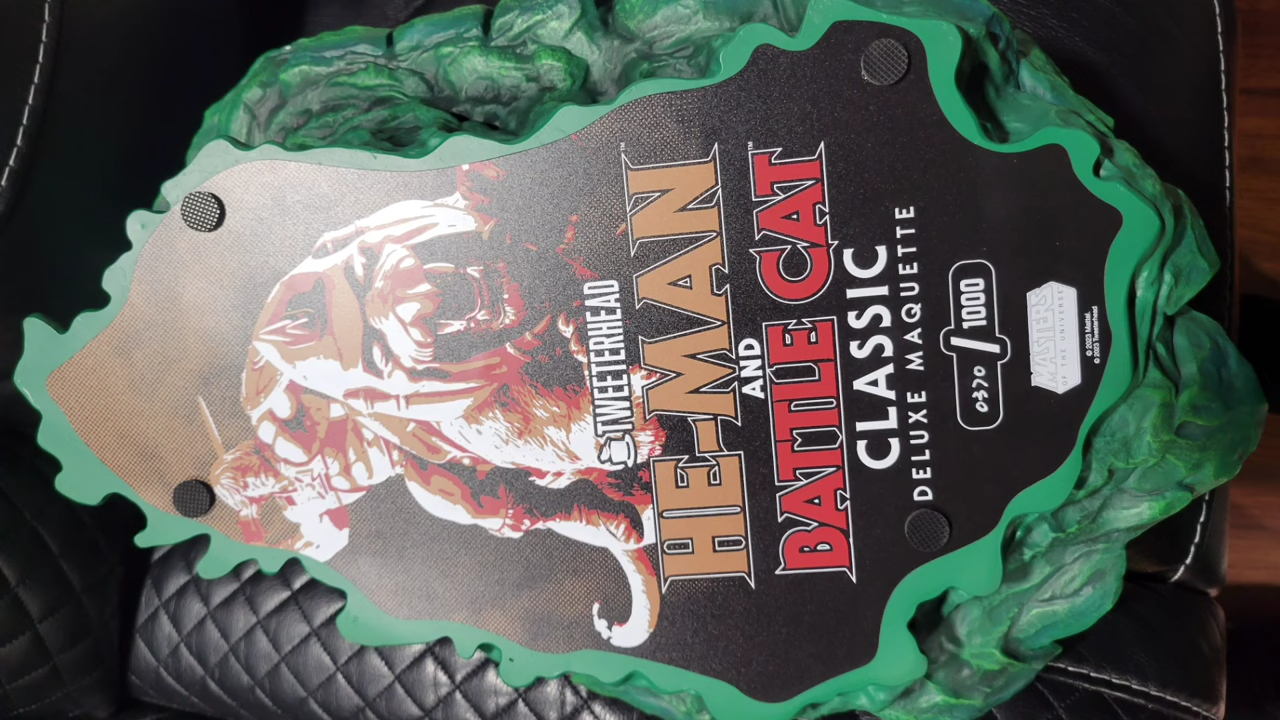 TWEETERHEAD
HE-MAN™
AND
BATTLE CAT™
CLASSIC
DELUXE MAQUETTE
0370/1000
MASTERS
OF THE UNIVERSE
© 2023 Mattel.
© 2023 Tweeterhead